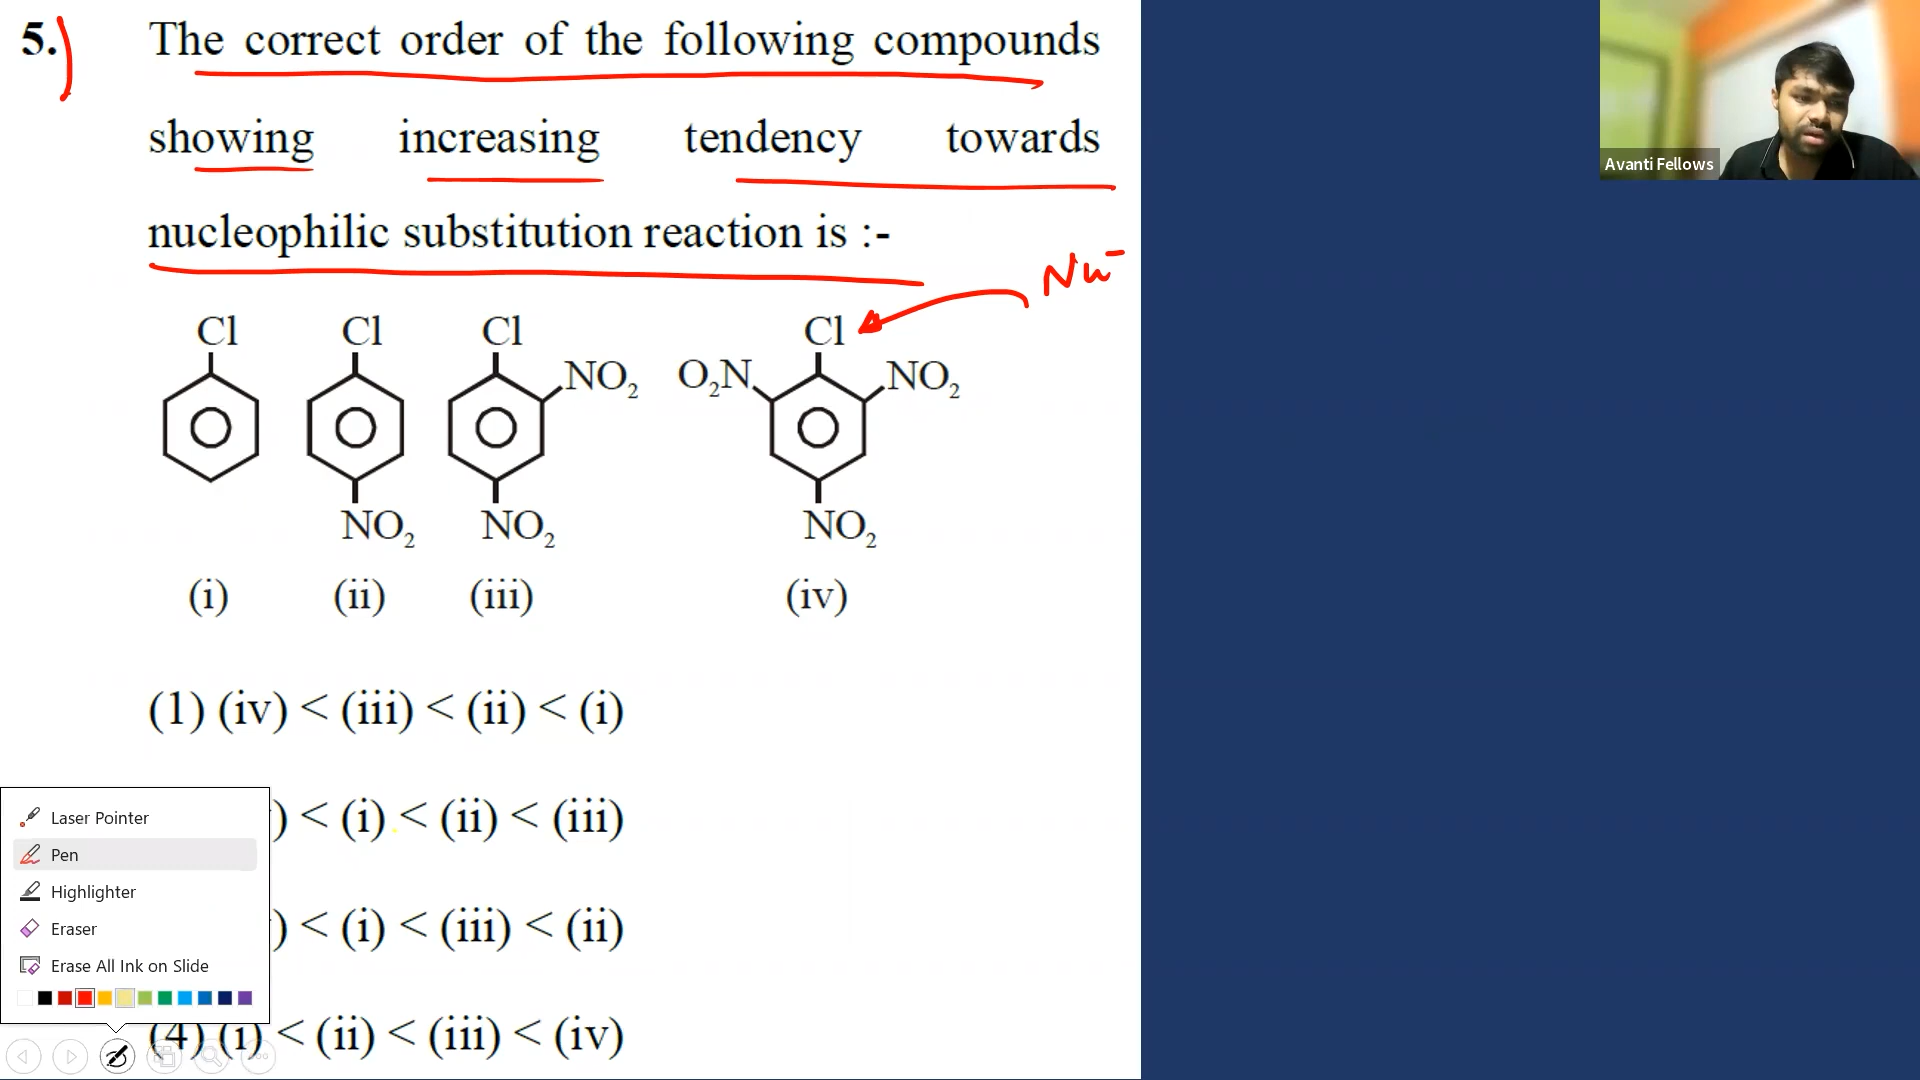 5.) The correct order of the following compounds
showing increasing tendency towards
nucleophilic substitution reaction is :-
Nu⁻
Cl Cl Cl Cl
NO₂ O₂N NO₂
NO₂ NO₂ NO₂
(i) (ii) (iii) (iv)
(1) (iv) < (iii) < (ii) < (i)
) < (i) < (ii) < (iii)
) < (i) < (iii) < (ii)
(4) (i) < (ii) < (iii) < (iv)
Laser Pointer
Pen
Highlighter
Eraser
Erase All Ink on Slide
Avanti Fellows